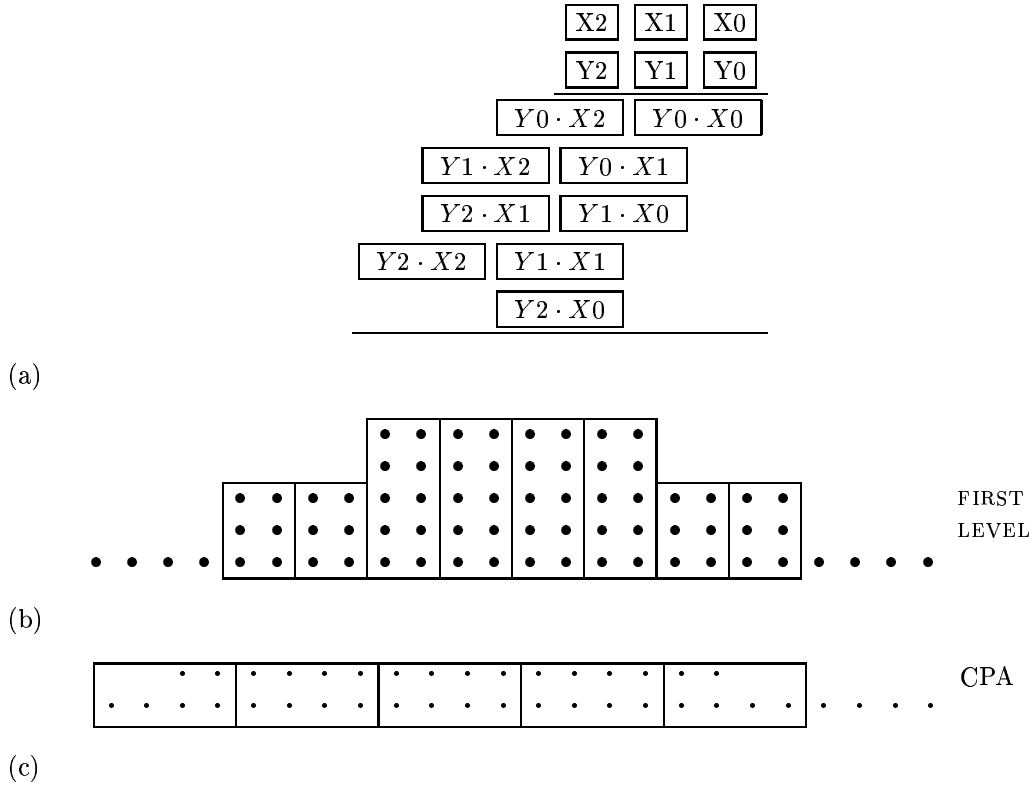 X2 X1 X0
Y2 Y1 Y0
Y0 · X2 Y0 · X0
Y1 · X2 Y0 · X1
Y2 · X1 Y1 · X0
Y2 · X2 Y1 · X1
Y2 · X0
(a)
FIRST
LEVEL
(b)
CPA
(c)